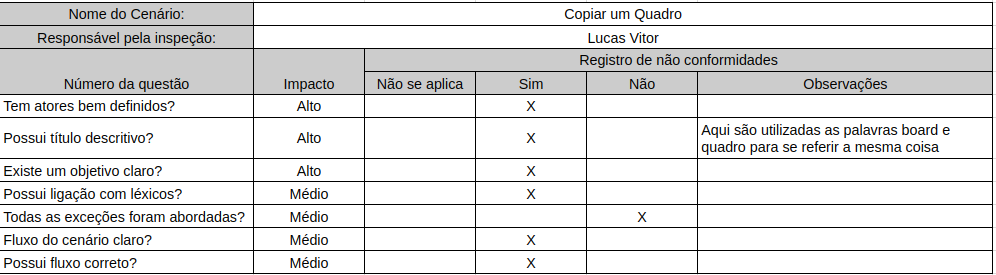 Nome do Cenário: Copiar um Quadro
Responsável pela inspeção: Lucas Vitor
Registro de não conformidades
Número da questão Impacto Não se aplica Sim Não Observações
Tem atores bem definidos? Alto X
Possui título descritivo? Alto X Aqui são utilizadas as palavras board e
quadro para se referir a mesma coisa
Existe um objetivo claro? Alto X
Possui ligação com léxicos? Médio X
Todas as exceções foram abordadas? Médio X
Fluxo do cenário claro? Médio X
Possui fluxo correto? Médio X